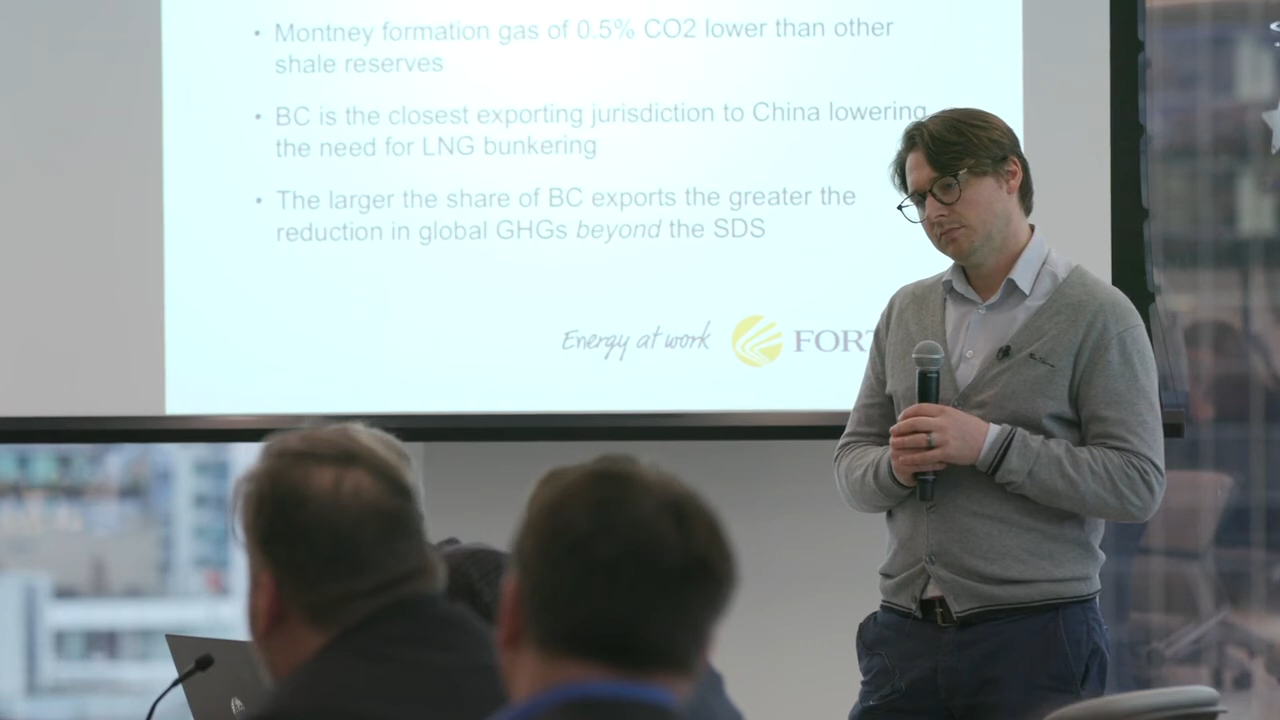 • Montney formation gas of 0.5% CO2 lower than other
shale reserves
• BC is the closest exporting jurisdiction to China lowering
the need for LNG bunkering
• The larger the share of BC exports the greater the
reduction in global GHGs beyond the SDS
Energy at work FORT